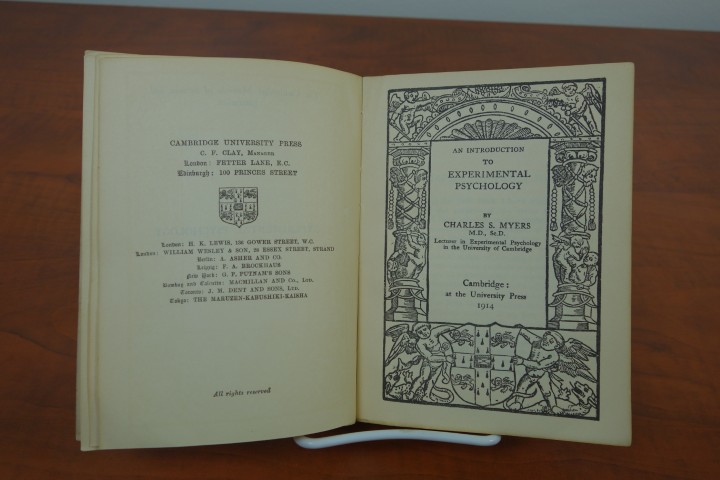 CAMBRIDGE UNIVERSITY PRESS
C. F. CLAY, MANAGER
London: FETTER LANE, E.C.
Edinburgh: 100 PRINCES STREET
London: H. K. LEWIS, 136 GOWER STREET, W.C.
London: WILLIAM WESLEY & SON, 28 ESSEX STREET, STRAND
Berlin: A. ASHER AND CO.
Leipzig: F. A. BROCKHAUS
New York: G. P. PUTNAM'S SONS
Bombay and Calcutta: MACMILLAN AND Co., LTD.
Toronto: J. M. DENT AND SONS, LTD.
Tokyo: THE MARUZEN-KABUSHIKI-KAISHA
All rights reserved
AN INTRODUCTION
TO
EXPERIMENTAL
PSYCHOLOGY
BY
CHARLES S. MYERS
M.D., Sc.D.
Lecturer in Experimental Psychology
in the University of Cambridge
Cambridge:
at the University Press
1914